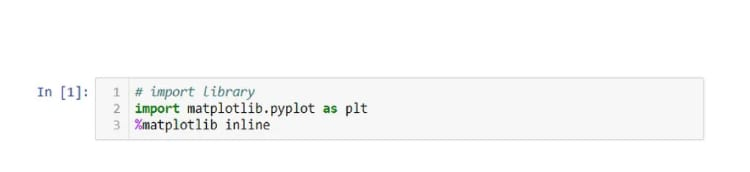 In [1]:
1 # import library
2 import matplotlib.pyplot as plt
3 %matplotlib inline